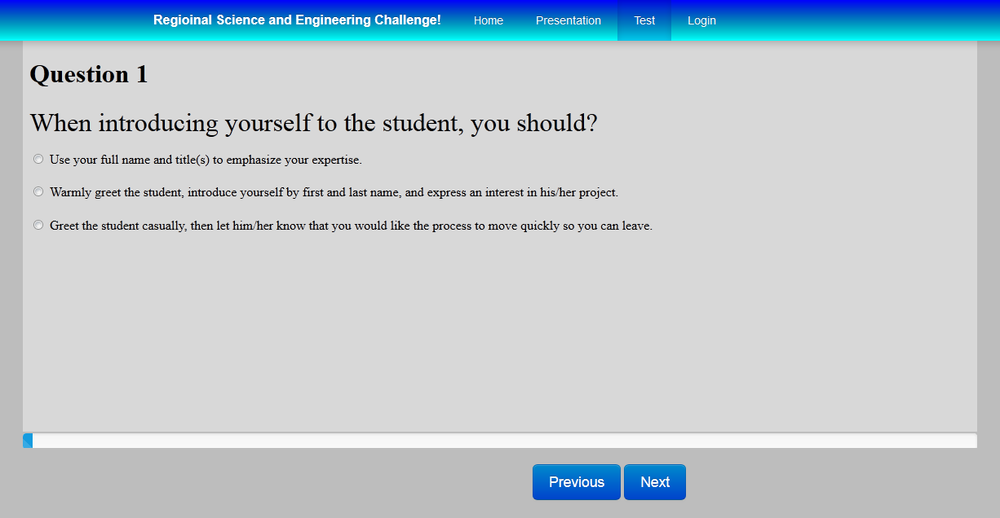 Regioinal Science and Engineering Challenge! Home Presentation Test Login
Question 1
When introducing yourself to the student, you should?
Use your full name and title(s) to emphasize your expertise.
Warmly greet the student, introduce yourself by first and last name, and express an interest in his/her project.
Greet the student casually, then let him/her know that you would like the process to move quickly so you can leave.
Previous Next